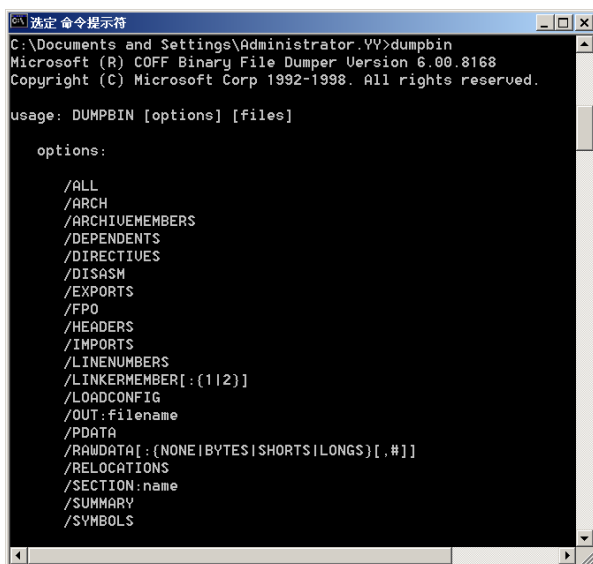 选定 命令提示符
C:\Documents and Settings\Administrator.YY>dumpbin
Microsoft (R) COFF Binary File Dumper Version 6.00.8168
Copyright (C) Microsoft Corp 1992-1998. All rights reserved.
usage: DUMPBIN [options] [files]
options:
/ALL
/ARCH
/ARCHIVEMEMBERS
/DEPENDENTS
/DIRECTIVES
/DISASM
/EXPORTS
/FPO
/HEADERS
/IMPORTS
/LINENUMBERS
/LINKERMEMBER[:{1|2}]
/LOADCONFIG
/OUT:filename
/PDATA
/RAWDATA[:{NONE|BYTES|SHORTS|LONGS}[,#]]
/RELOCATIONS
/SECTION:name
/SUMMARY
/SYMBOLS